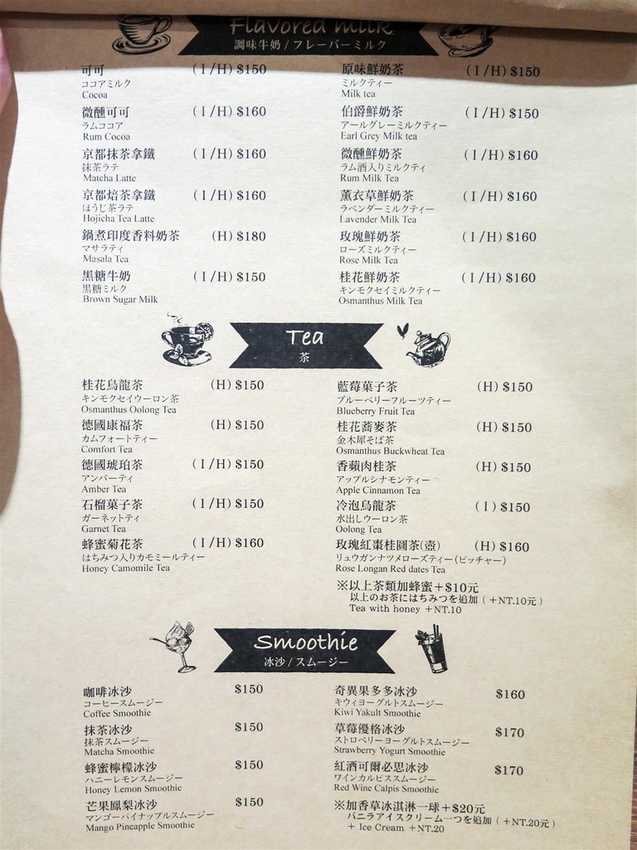 Flavored milk
調味牛奶 / フレーバーミルク
可可 ( I /H) $150
ココアミルク
Cocoa
微醺可可 ( I /H) $160
ラムココア
Rum Cocoa
京都抹茶拿鐵 ( I /H) $160
抹茶ラテ
Matcha Latte
京都焙茶拿鐵 ( I /H) $160
ほうじ茶ラテ
Hojicha Tea Latte
鍋煮印度香料奶茶 (H) $180
マサラティ
Masala Tea
黑糖牛奶 ( I /H) $150
黒糖ミルク
Brown Sugar Milk
原味鮮奶茶 ( I /H) $150
ミルクティー
Milk tea
伯爵鮮奶茶 ( I /H) $150
アールグレーミルクティー
Earl Grey Milk tea
微醺鮮奶茶 ( I /H) $160
ラム酒入りミルクティ
Rum Milk Tea
薰衣草鮮奶茶 ( I /H) $160
ラベンダーミルクティー
Lavender Milk Tea
玫瑰鮮奶茶 ( I /H) $160
ローズミルクティー
Rose Milk Tea
桂花鮮奶茶 ( I /H) $160
キンモクセイミルクティー
Osmanthus Milk Tea
Tea
茶
桂花烏龍茶 (H) $150
キンモクセイウーロン茶
Osmanthus Oolong Tea
德國康福茶 (H) $150
カムフォートティー
Comfort Tea
德國琥珀茶 ( I /H) $150
アンバーティ
Amber Tea
石榴菓子茶 ( I /H) $150
ガーネットティ
Garnet Tea
蜂蜜菊花茶 ( I /H) $160
はちみつ入りカモミールティー
Honey Camomile Tea
藍莓菓子茶 (H) $150
ブルーベリーフルーツティー
Blueberry Fruit Tea
桂花蕎麥茶 (H) $150
金木犀そば茶
Osmanthus Buckwheat Tea
香蘋肉桂茶 (H) $150
アップルシナモンティー
Apple Cinnamon Tea
冷泡烏龍茶 ( I ) $150
水出しウーロン茶
Oolong Tea
玫瑰紅棗桂圓茶(壺) (H) $160
リュウガンナツメローズティー(ピッチャー)
Rose Longan Red dates Tea
※以上茶類加蜂蜜＋$10元
以上のお茶にはちみつを追加 ( +NT.10元 )
Tea with honey +NT.10
Smoothie
冰沙 / スムージー
咖啡冰沙 $150
コーヒースムージー
Coffee Smoothie
抹茶冰沙 $150
抹茶スムージー
Matcha Smoothie
蜂蜜檸檬冰沙 $150
ハニーレモンスムージー
Honey Lemon Smoothie
芒果鳳梨冰沙 $150
マンゴーパイナップルスムージー
Mango Pineapple Smoothie
奇異果多多冰沙 $160
キウィヨーグルトスムージー
Kiwi Yakult Smoothie
草莓優格冰沙 $170
ストロベリーヨーグルトスムージー
Strawberry Yogurt Smoothie
紅酒可爾必思冰沙 $170
ワインカルピススムージー
Red Wine Calpis Smoothie
※加香草冰淇淋一球＋$20元
バニラアイスクリーム一つを追加 ( +NT.20元 )
+ Ice Cream +NT.20